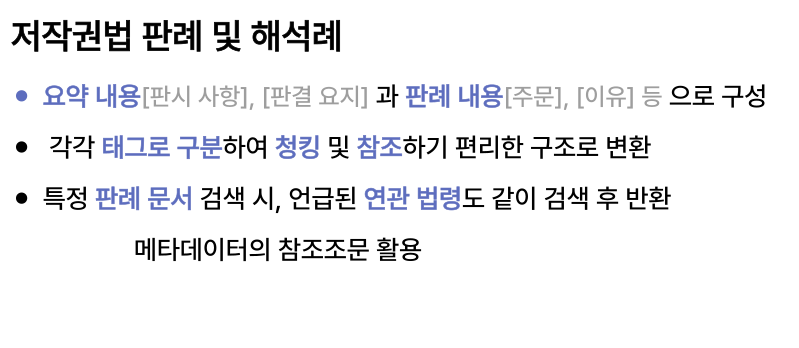 저작권법 판례 및 해석례
• 요약 내용[판시 사항], [판결 요지] 과 판례 내용[주문], [이유] 등 으로 구성
• 각각 태그로 구분하여 청킹 및 참조하기 편리한 구조로 변환
• 특정 판례 문서 검색 시, 언급된 연관 법령도 같이 검색 후 반환
메타데이터의 참조조문 활용